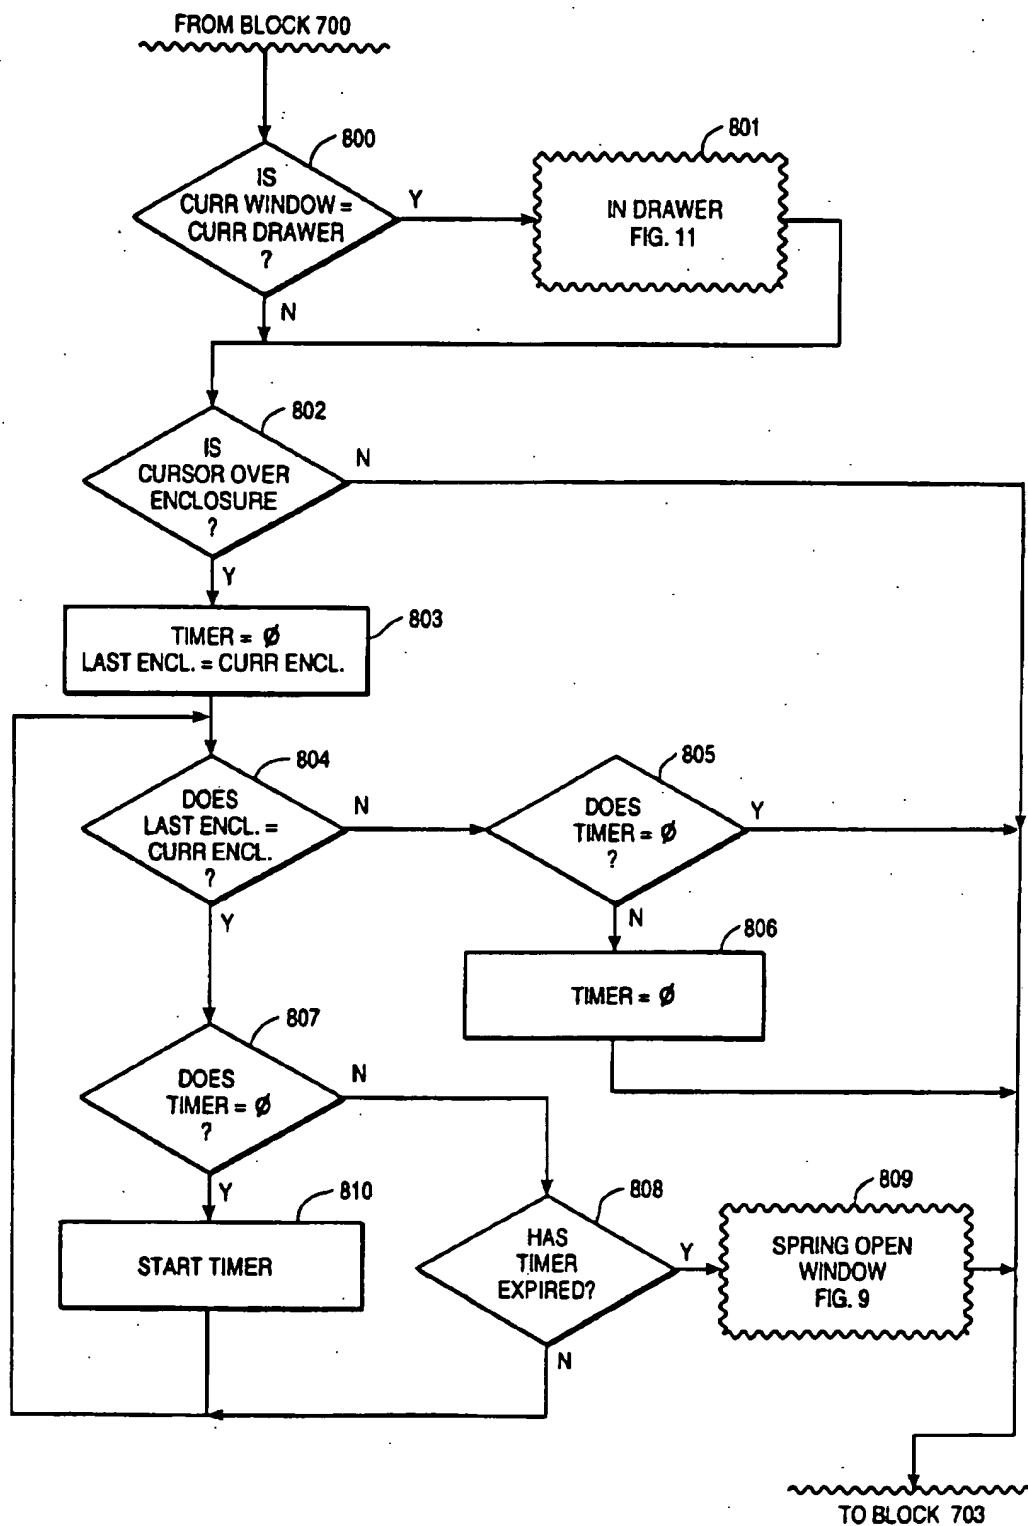 FROM BLOCK 700
800
IS
CURR WINDOW =
CURR DRAWER
?
Y
N
801
IN DRAWER
FIG. 11
802
IS
CURSOR OVER
ENCLOSURE
?
N
Y
803
TIMER = Ø
LAST ENCL. = CURR ENCL.
804
DOES
LAST ENCL. =
CURR ENCL.
?
N
Y
805
DOES
TIMER = Ø
?
Y
N
806
TIMER = Ø
807
DOES
TIMER = Ø
?
N
Y
810
START TIMER
808
HAS
TIMER
EXPIRED?
Y
N
809
SPRING OPEN
WINDOW
FIG. 9
TO BLOCK 703